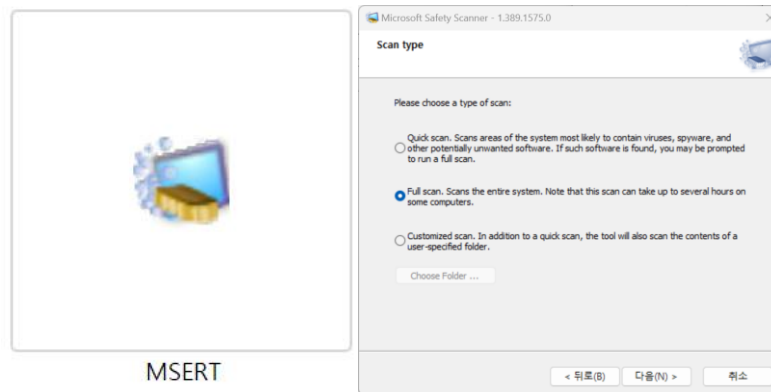 MSERT
Microsoft Safety Scanner - 1.389.1575.0
Scan type
Please choose a type of scan:
Quick scan. Scans areas of the system most likely to contain viruses, spyware, and
other potentially unwanted software. If such software is found, you may be prompted
to run a full scan.
Full scan. Scans the entire system. Note that this scan can take up to several hours on
some computers.
Customized scan. In addition to a quick scan, the tool will also scan the contents of a
user-specified folder.
Choose Folder ...
< 뒤로(B)
다음(N) >
취소